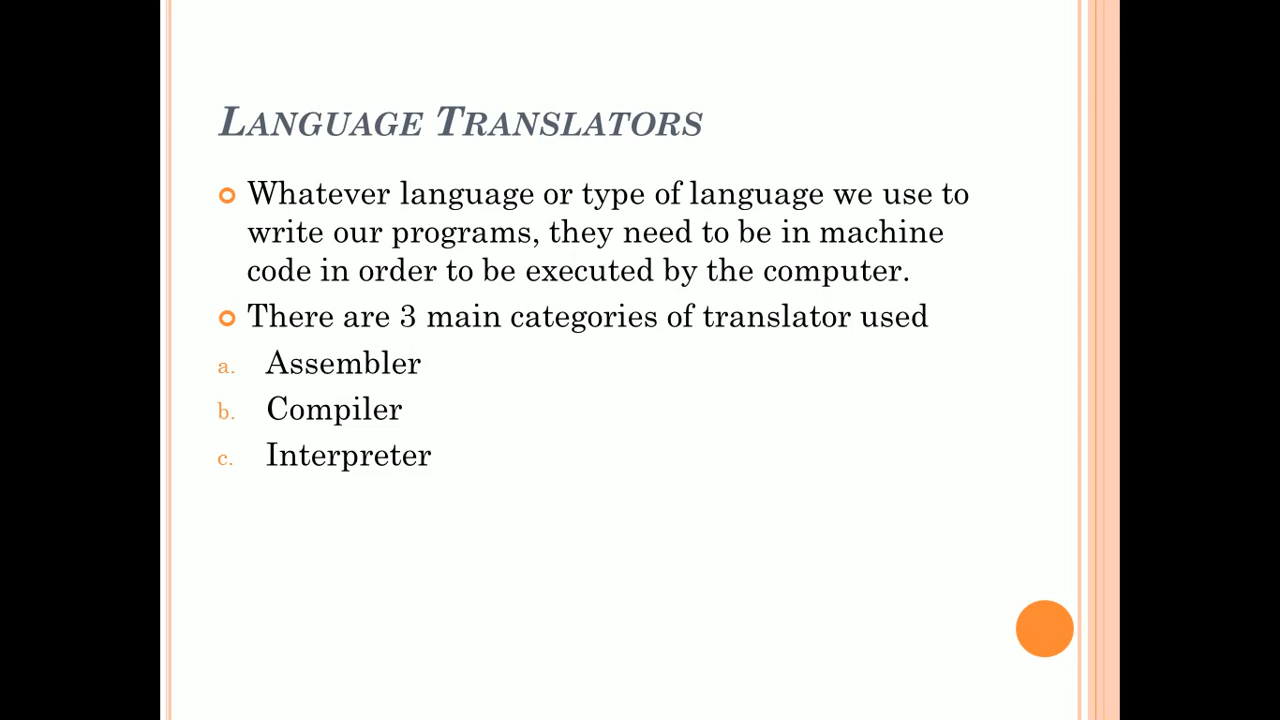 LANGUAGE TRANSLATORS
Whatever language or type of language we use to
write our programs, they need to be in machine
code in order to be executed by the computer.
There are 3 main categories of translator used
a. Assembler
b. Compiler
c. Interpreter